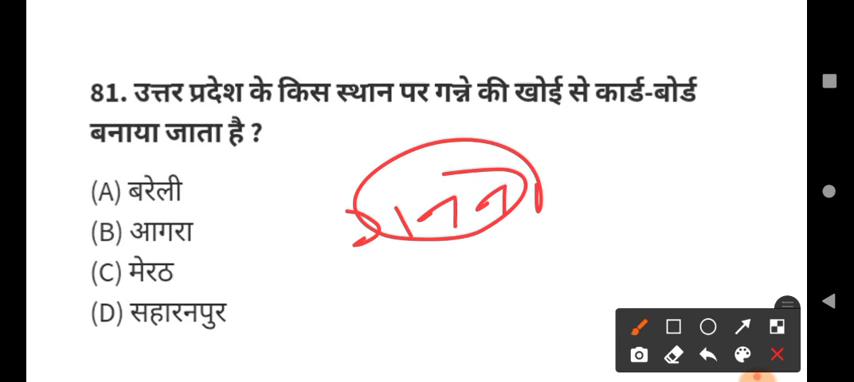 81. उत्तर प्रदेश के किस स्थान पर गन्ने की खोई से कार्ड-बोर्ड
बनाया जाता है ?
(A) बरेली
(B) आगरा
(C) मेरठ
(D) सहारनपुर